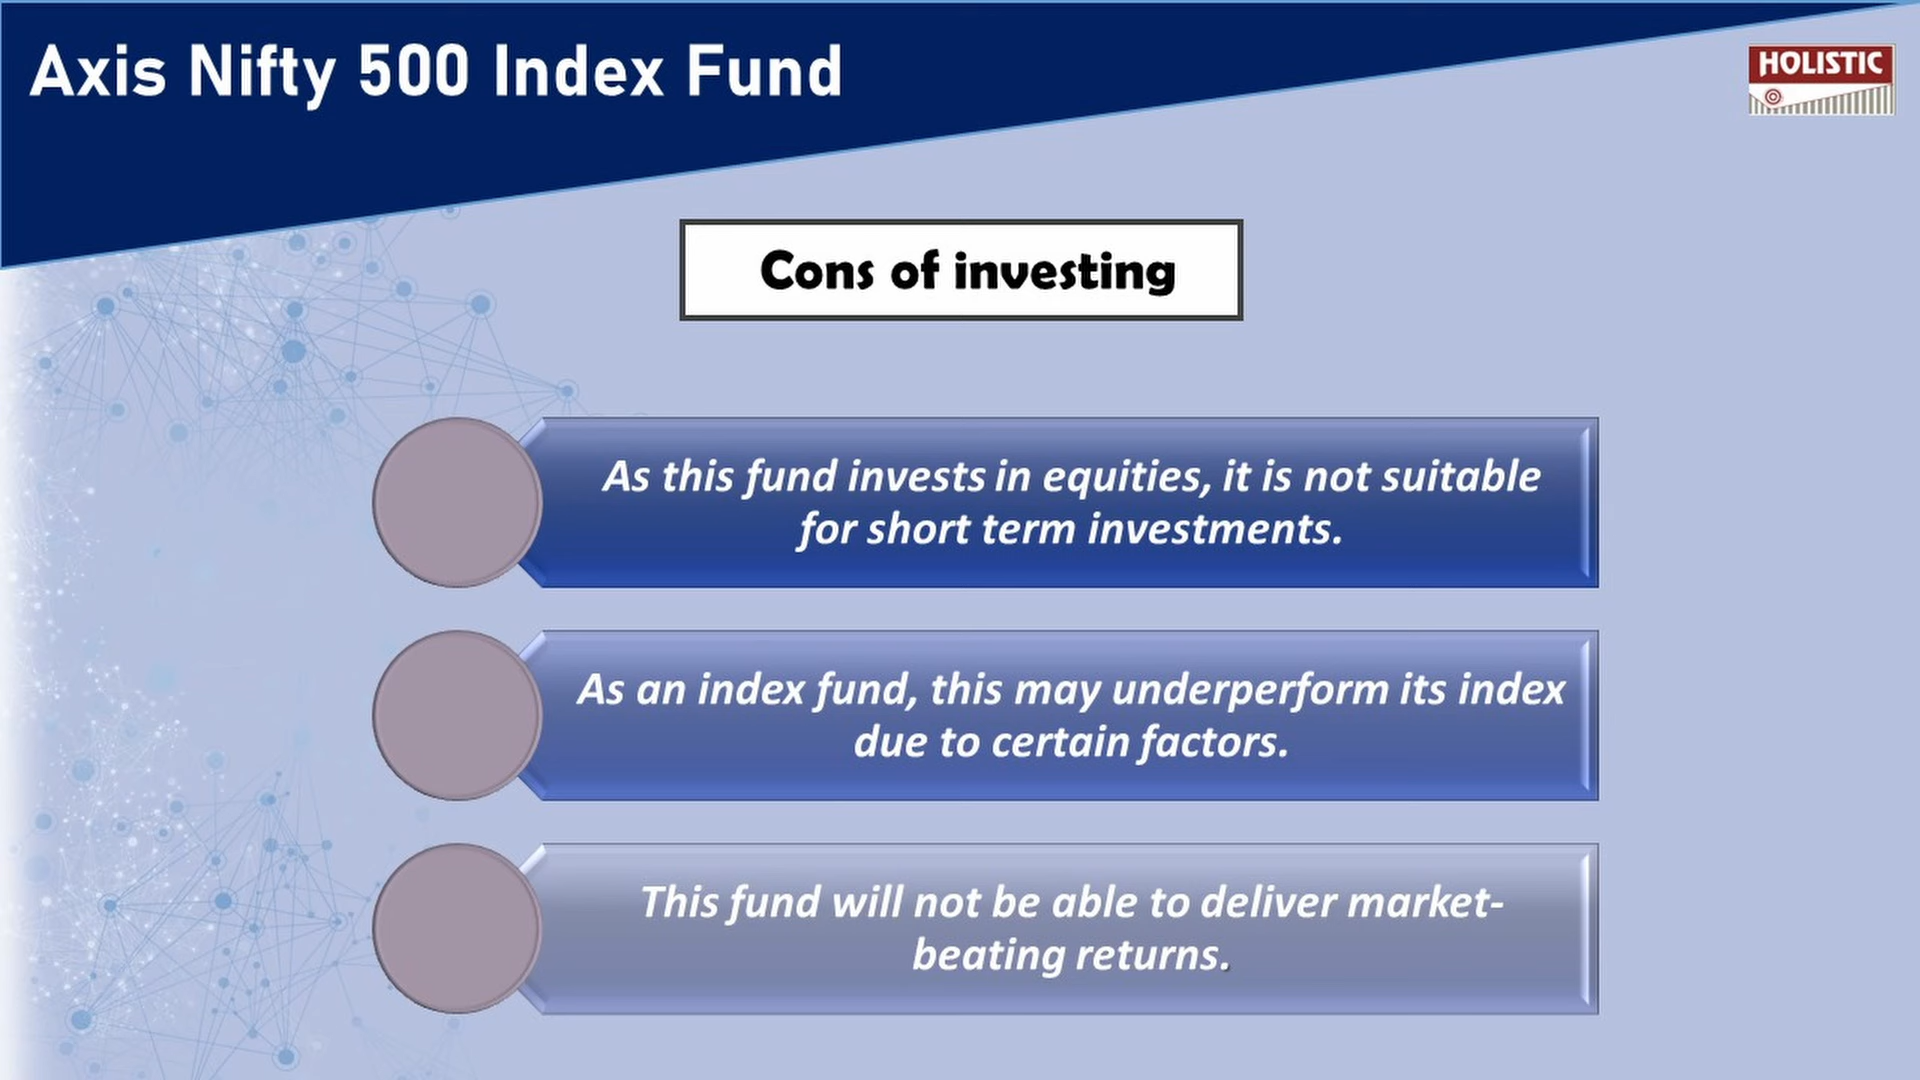 Axis Nifty 500 Index Fund
HOLISTIC
Cons of investing
As this fund invests in equities, it is not suitable
for short term investments.
As an index fund, this may underperform its index
due to certain factors.
This fund will not be able to deliver market-
beating returns.